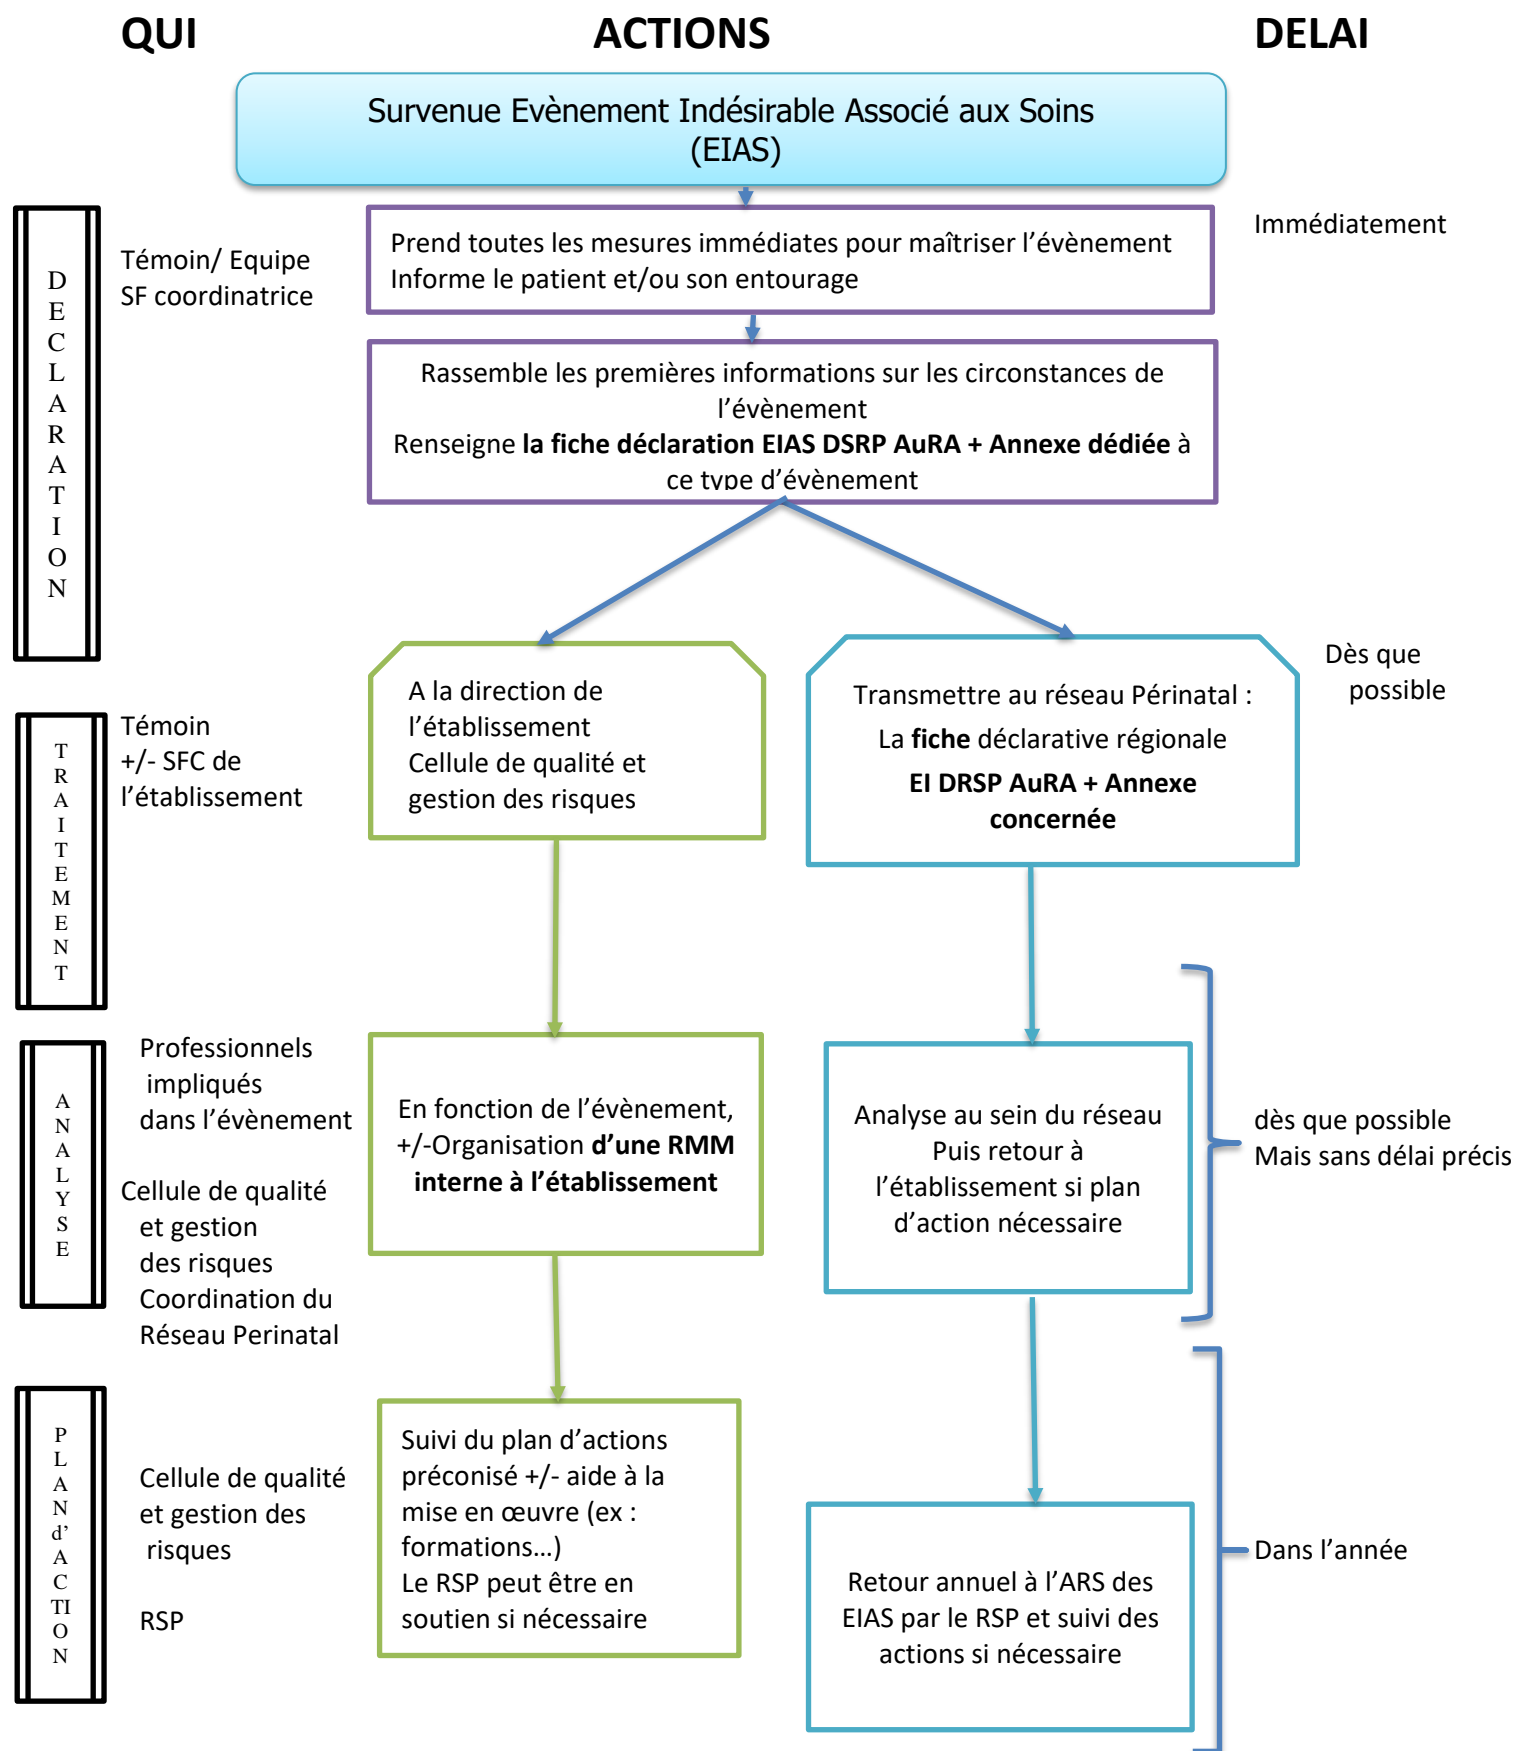 QUI
ACTIONS
DELAI
Survenue Evènement Indésirable Associé aux Soins
(EIAS)
DECLARATION
Témoin/ Equipe
SF coordinatrice
Prend toutes les mesures immédiates pour maîtriser l’évènement
Informe le patient et/ou son entourage
Immédiatement
Rassemble les premières informations sur les circonstances de
l’évènement
Renseigne la fiche déclaration EIAS DSRP AuRA + Annexe dédiée à
ce type d’évènement
TRAITEMENT
Témoin
+/- SFC de
l’établissement
A la direction de
l’établissement
Cellule de qualité et
gestion des risques
Transmettre au réseau Périnatal :
La fiche déclarative régionale
EI DRSP AuRA + Annexe
concernée
Dès que
possible
ANALYSE
Professionnels
impliqués
dans l’évènement
Cellule de qualité
et gestion
des risques
Coordination du
Réseau Perinatal
En fonction de l’évènement,
+/-Organisation d’une RMM
interne à l’établissement
Analyse au sein du réseau
Puis retour à
l’établissement si plan
d’action nécessaire
dès que possible
Mais sans délai précis
PLAN d’ACTION
Cellule de qualité
et gestion des
risques
RSP
Suivi du plan d’actions
préconisé +/- aide à la
mise en œuvre (ex :
formations…)
Le RSP peut être en
soutien si nécessaire
Retour annuel à l’ARS des
EIAS par le RSP et suivi des
actions si nécessaire
Dans l’année